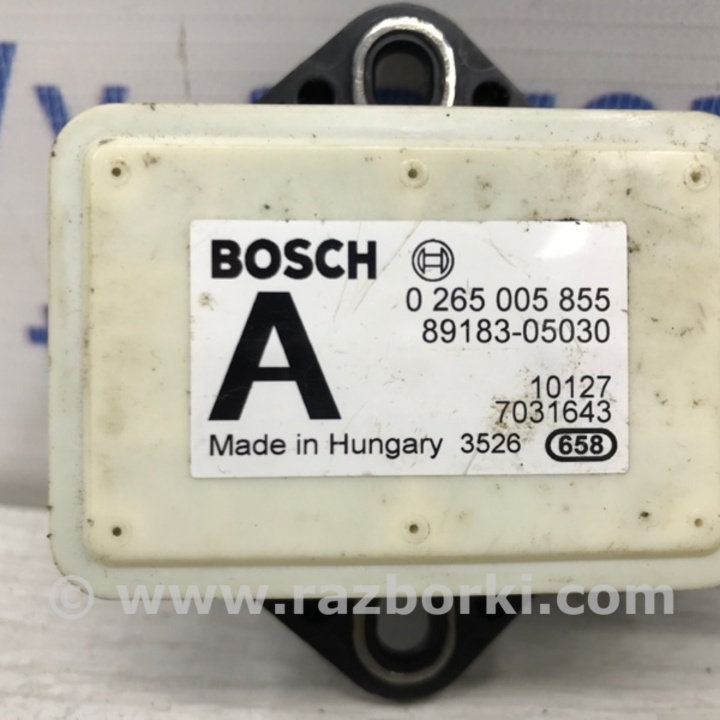 BOSCH
0 265 005 855
89183-05030
A
10127
7031643
Made in Hungary 3526 658
© www.razborki.com